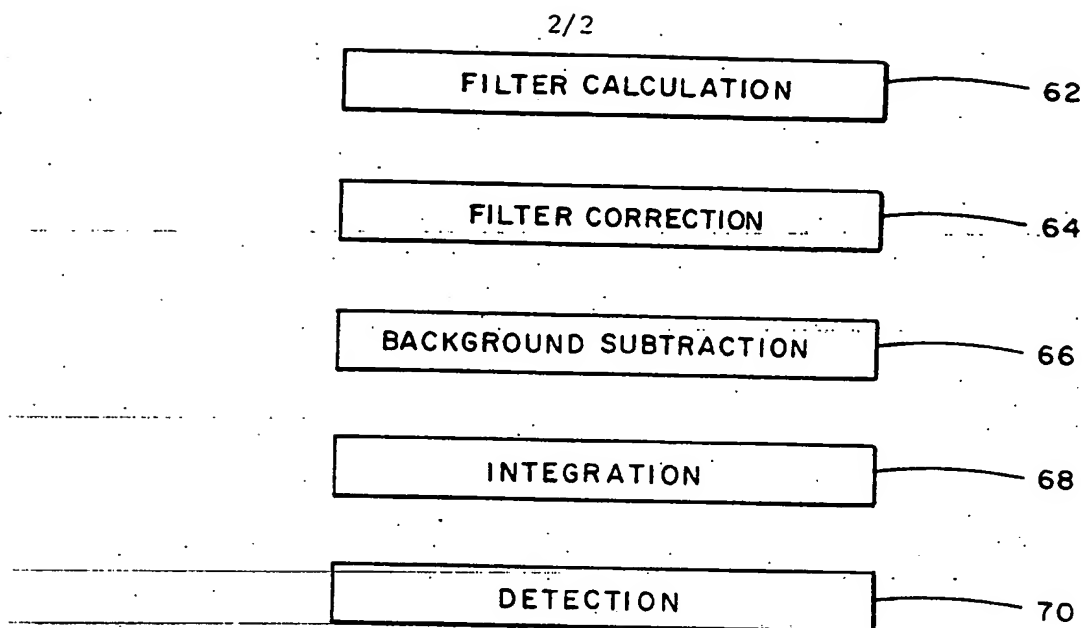 2/2
FILTER CALCULATION 62
FILTER CORRECTION 64
BACKGROUND SUBTRACTION 66
INTEGRATION 68
DETECTION 70